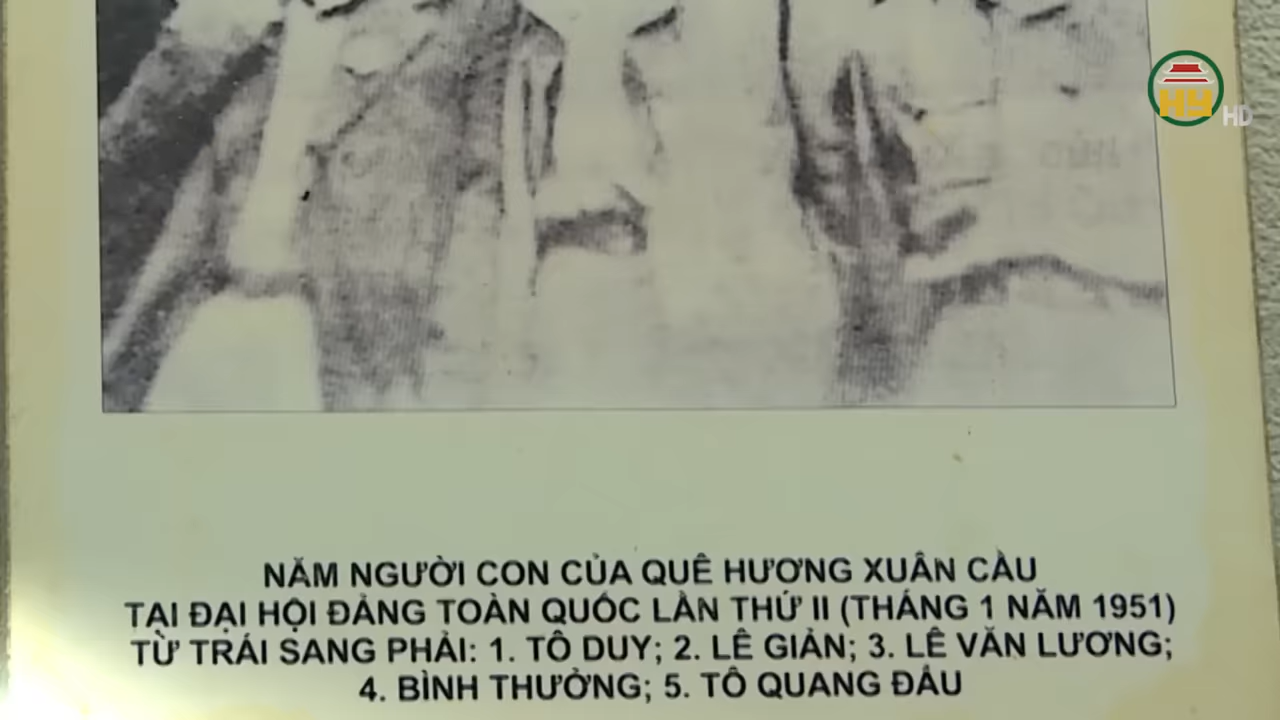 HY HD
NĂM NGƯỜI CON CỦA QUÊ HƯƠNG XUÂN CẦU
TẠI ĐẠI HỘI ĐẢNG TOÀN QUỐC LẦN THỨ II (THÁNG 1 NĂM 1951)
TỪ TRÁI SANG PHẢI: 1. TÔ DUY; 2. LÊ GIẢN; 3. LÊ VĂN LƯƠNG;
4. BÌNH THƯỞNG; 5. TÔ QUANG ĐẨU